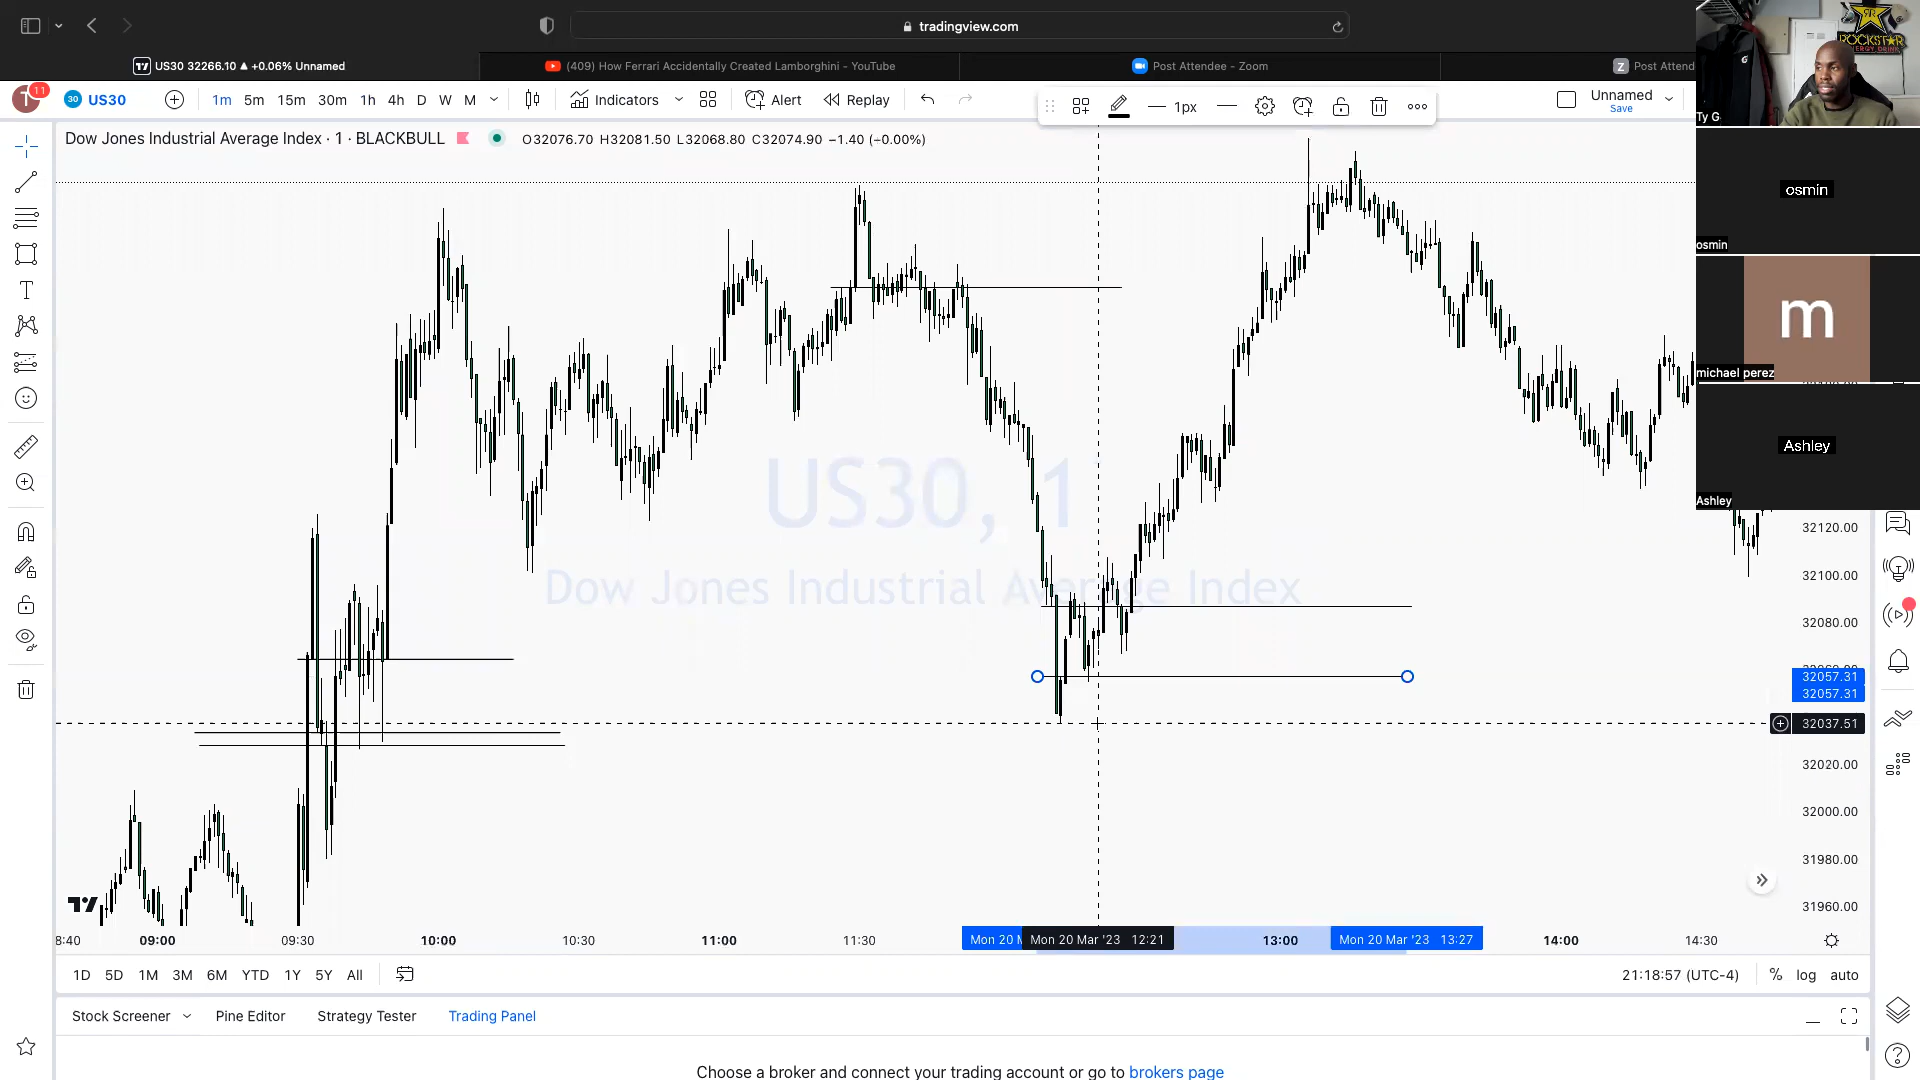 tradingview.com
US30 32266.10 ▲ +0.06% Unnamed
(409) How Ferrari Accidentally Created Lamborghini - YouTube
Post Attendee - Zoom
Post Attend
ROCKSTAR
ENERGY DRINK
Ty G
T
11
30 US30
1m 5m 15m 30m 1h 4h D W M
Indicators
Alert
Replay
1px
Unnamed
Save
Dow Jones Industrial Average Index · 1 · BLACKBULL
O32076.70 H32081.50 L32068.80 C32074.90 −1.40 (−0.00%)
osmin
osmin
m
michael perez
Ashley
Ashley
US30, 1
Dow Jones Industrial Average Index
32120.00
32100.00
32080.00
32057.31
32057.31
32037.51
32020.00
32000.00
31980.00
31960.00
8:40 09:00 09:30 10:00 10:30 11:00 11:30
Mon 20 Mar '23 12:21
13:00
Mon 20 Mar '23 13:27
14:00 14:30
1D 5D 1M 3M 6M YTD 1Y 5Y All
21:18:57 (UTC-4)
% log auto
Stock Screener
Pine Editor
Strategy Tester
Trading Panel
Choose a broker and connect your trading account or go to brokers page